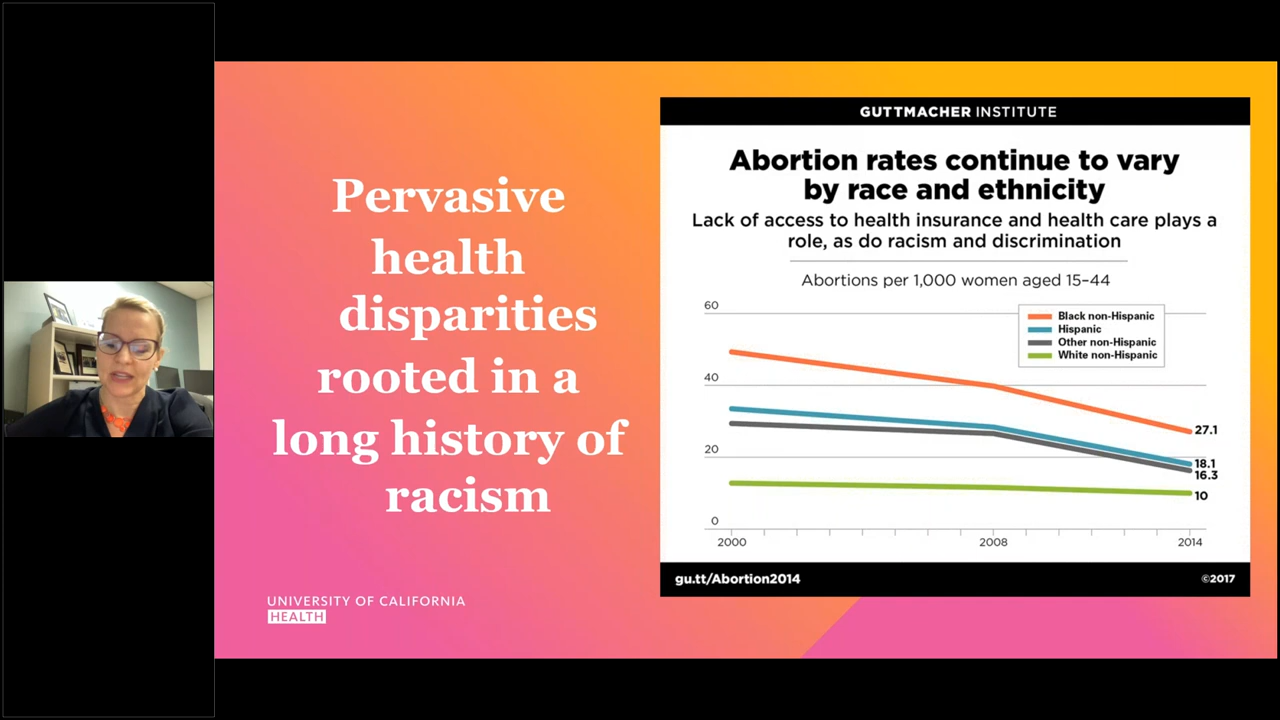 Pervasive
health
disparities
rooted in a
long history of
racism
UNIVERSITY OF CALIFORNIA
HEALTH
GUTTMACHER INSTITUTE
Abortion rates continue to vary
by race and ethnicity
Lack of access to health insurance and health care plays a
role, as do racism and discrimination
Abortions per 1,000 women aged 15–44
60
40
20
0
Black non-Hispanic
Hispanic
Other non-Hispanic
White non-Hispanic
27.1
18.1
16.3
10
2000 2008 2014
gu.tt/Abortion2014 ©2017